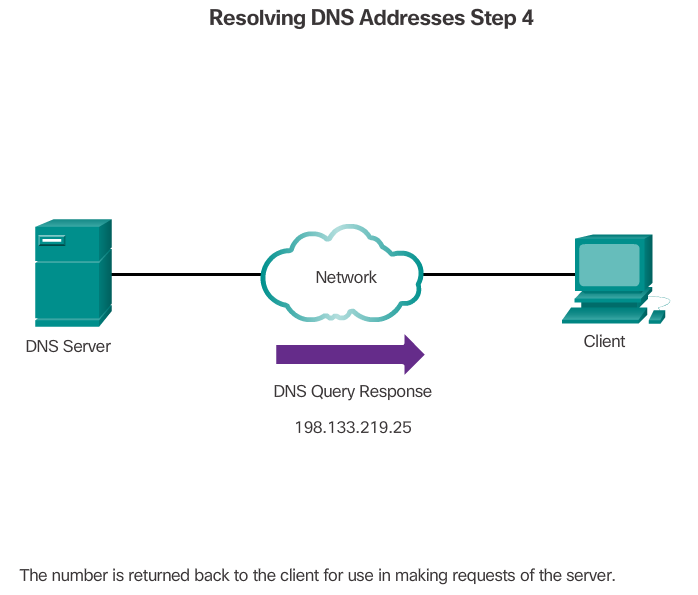 Resolving DNS Addresses Step 4
Network
DNS Server
Client
DNS Query Response
198.133.219.25
The number is returned back to the client for use in making requests of the server.